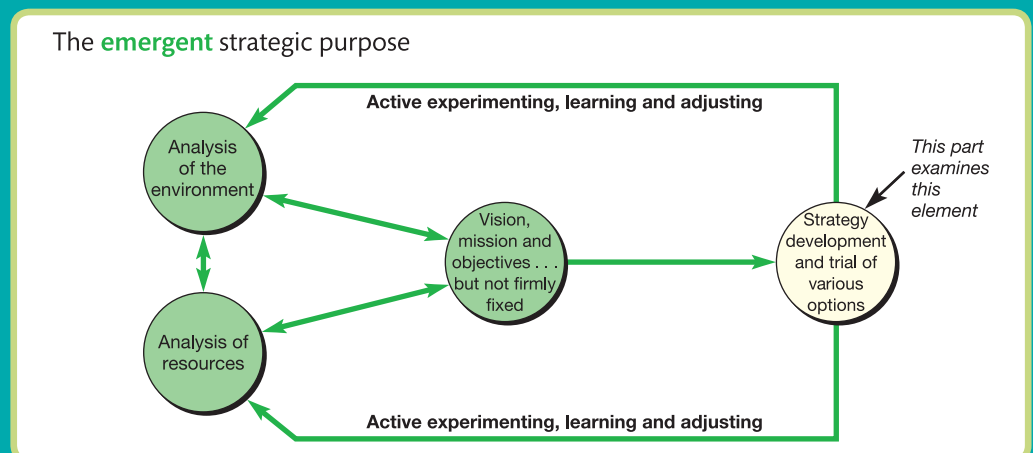 The emergent strategic purpose
Active experimenting, learning and adjusting
Analysis
of the
environment
This part
examines
this
element
Vision,
mission and
objectives . . .
but not firmly
fixed
Strategy
development
and trial of
various
options
Analysis of
resources
Active experimenting, learning and adjusting